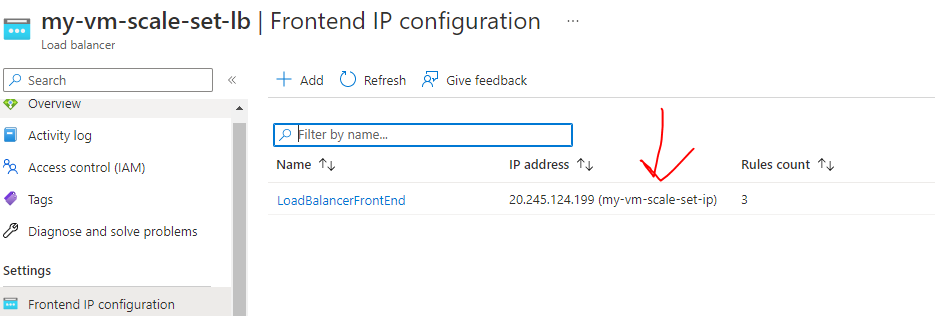 my-vm-scale-set-lb | Frontend IP configuration ...
Load balancer
Search
Overview
Activity log
Access control (IAM)
Tags
Diagnose and solve problems
Settings
Frontend IP configuration
Add Refresh Give feedback
Filter by name...
Name IP address Rules count
LoadBalancerFrontEnd 20.245.124.199 (my-vm-scale-set-ip) 3